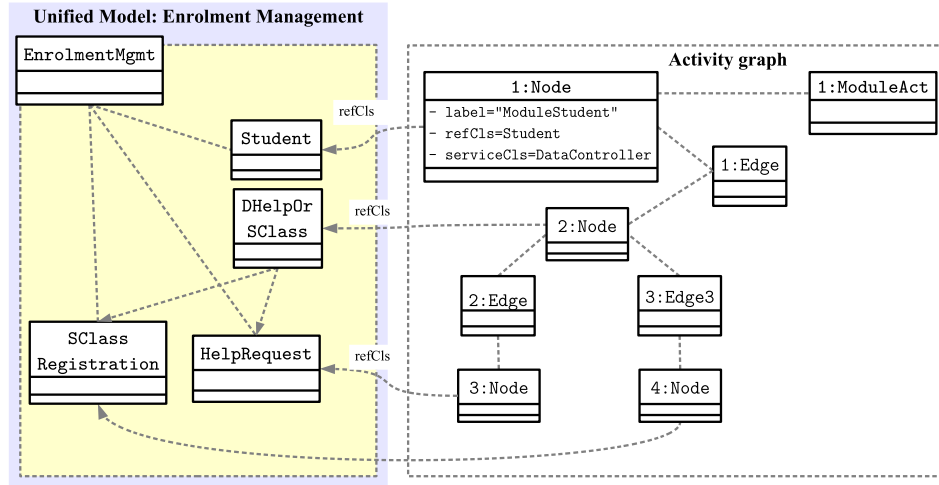 Unified Model: Enrolment Management
EnrolmentMgmt
Student
DHelpOr
SClass
SClass
Registration
HelpRequest
refCls
refCls
refCls
Activity graph
1:Node
- label="ModuleStudent"
- refCls=Student
- serviceCls=DataController
1:ModuleAct
1:Edge
2:Node
2:Edge
3:Edge3
3:Node
4:Node